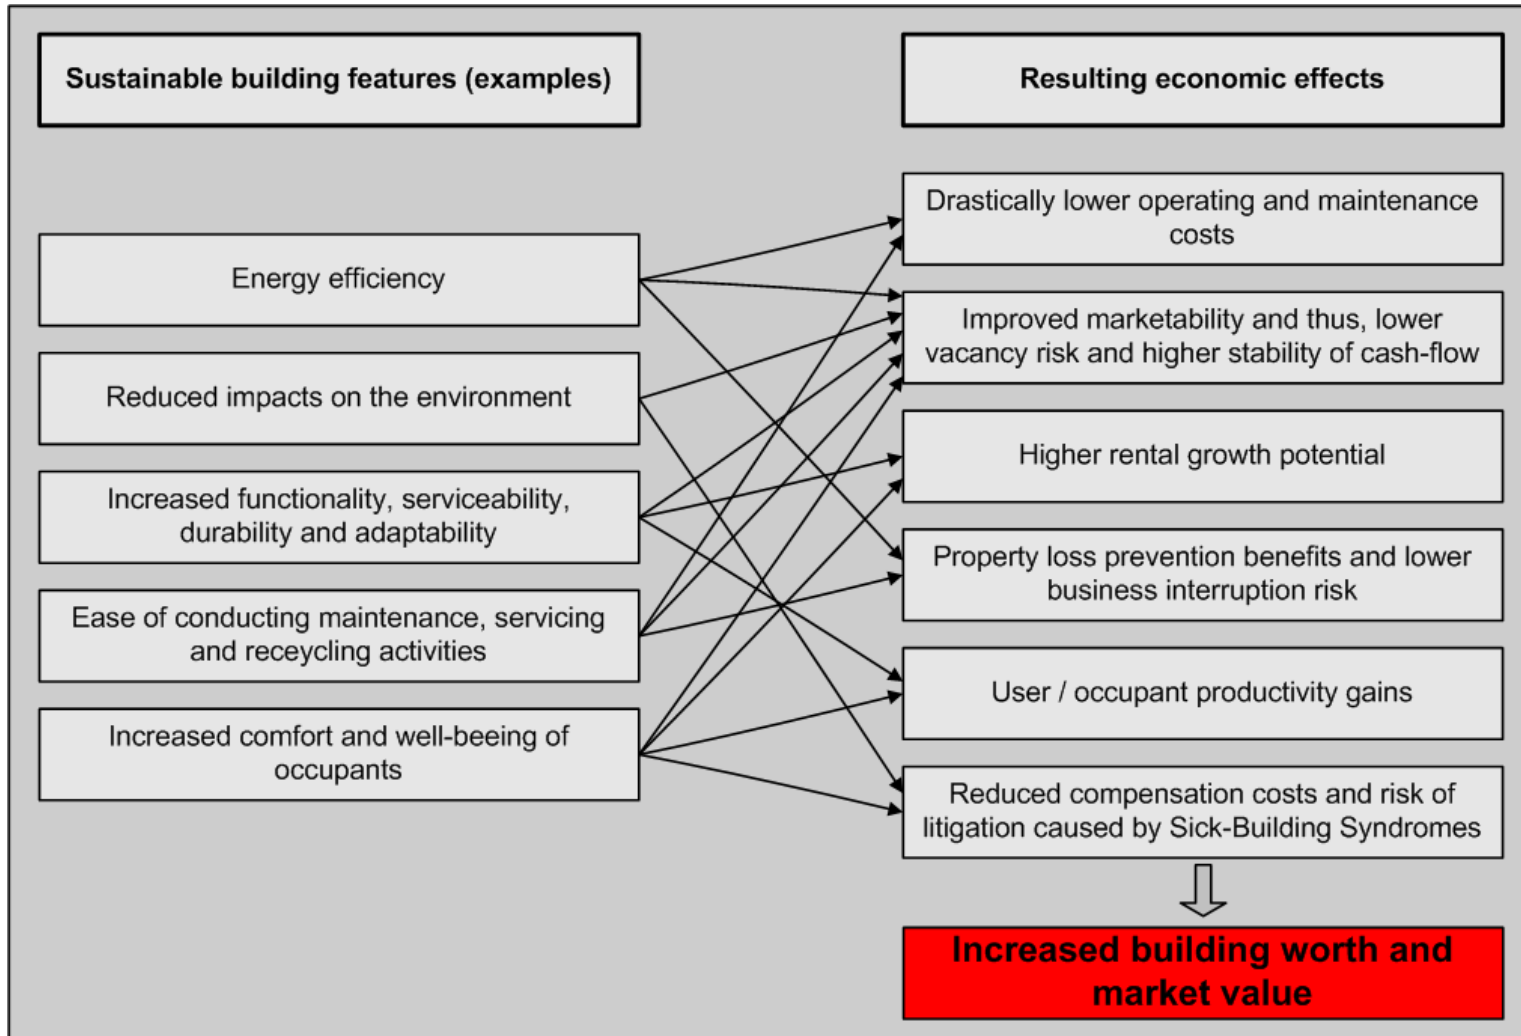 Sustainable building features (examples)
Resulting economic effects
Energy efficiency
Reduced impacts on the environment
Increased functionality, serviceability,
durability and adaptability
Ease of conducting maintenance, servicing
and receycling activities
Increased comfort and well-beeing of
occupants
Drastically lower operating and maintenance
costs
Improved marketability and thus, lower
vacancy risk and higher stability of cash-flow
Higher rental growth potential
Property loss prevention benefits and lower
business interruption risk
User / occupant productivity gains
Reduced compensation costs and risk of
litigation caused by Sick-Building Syndromes
Increased building worth and
market value